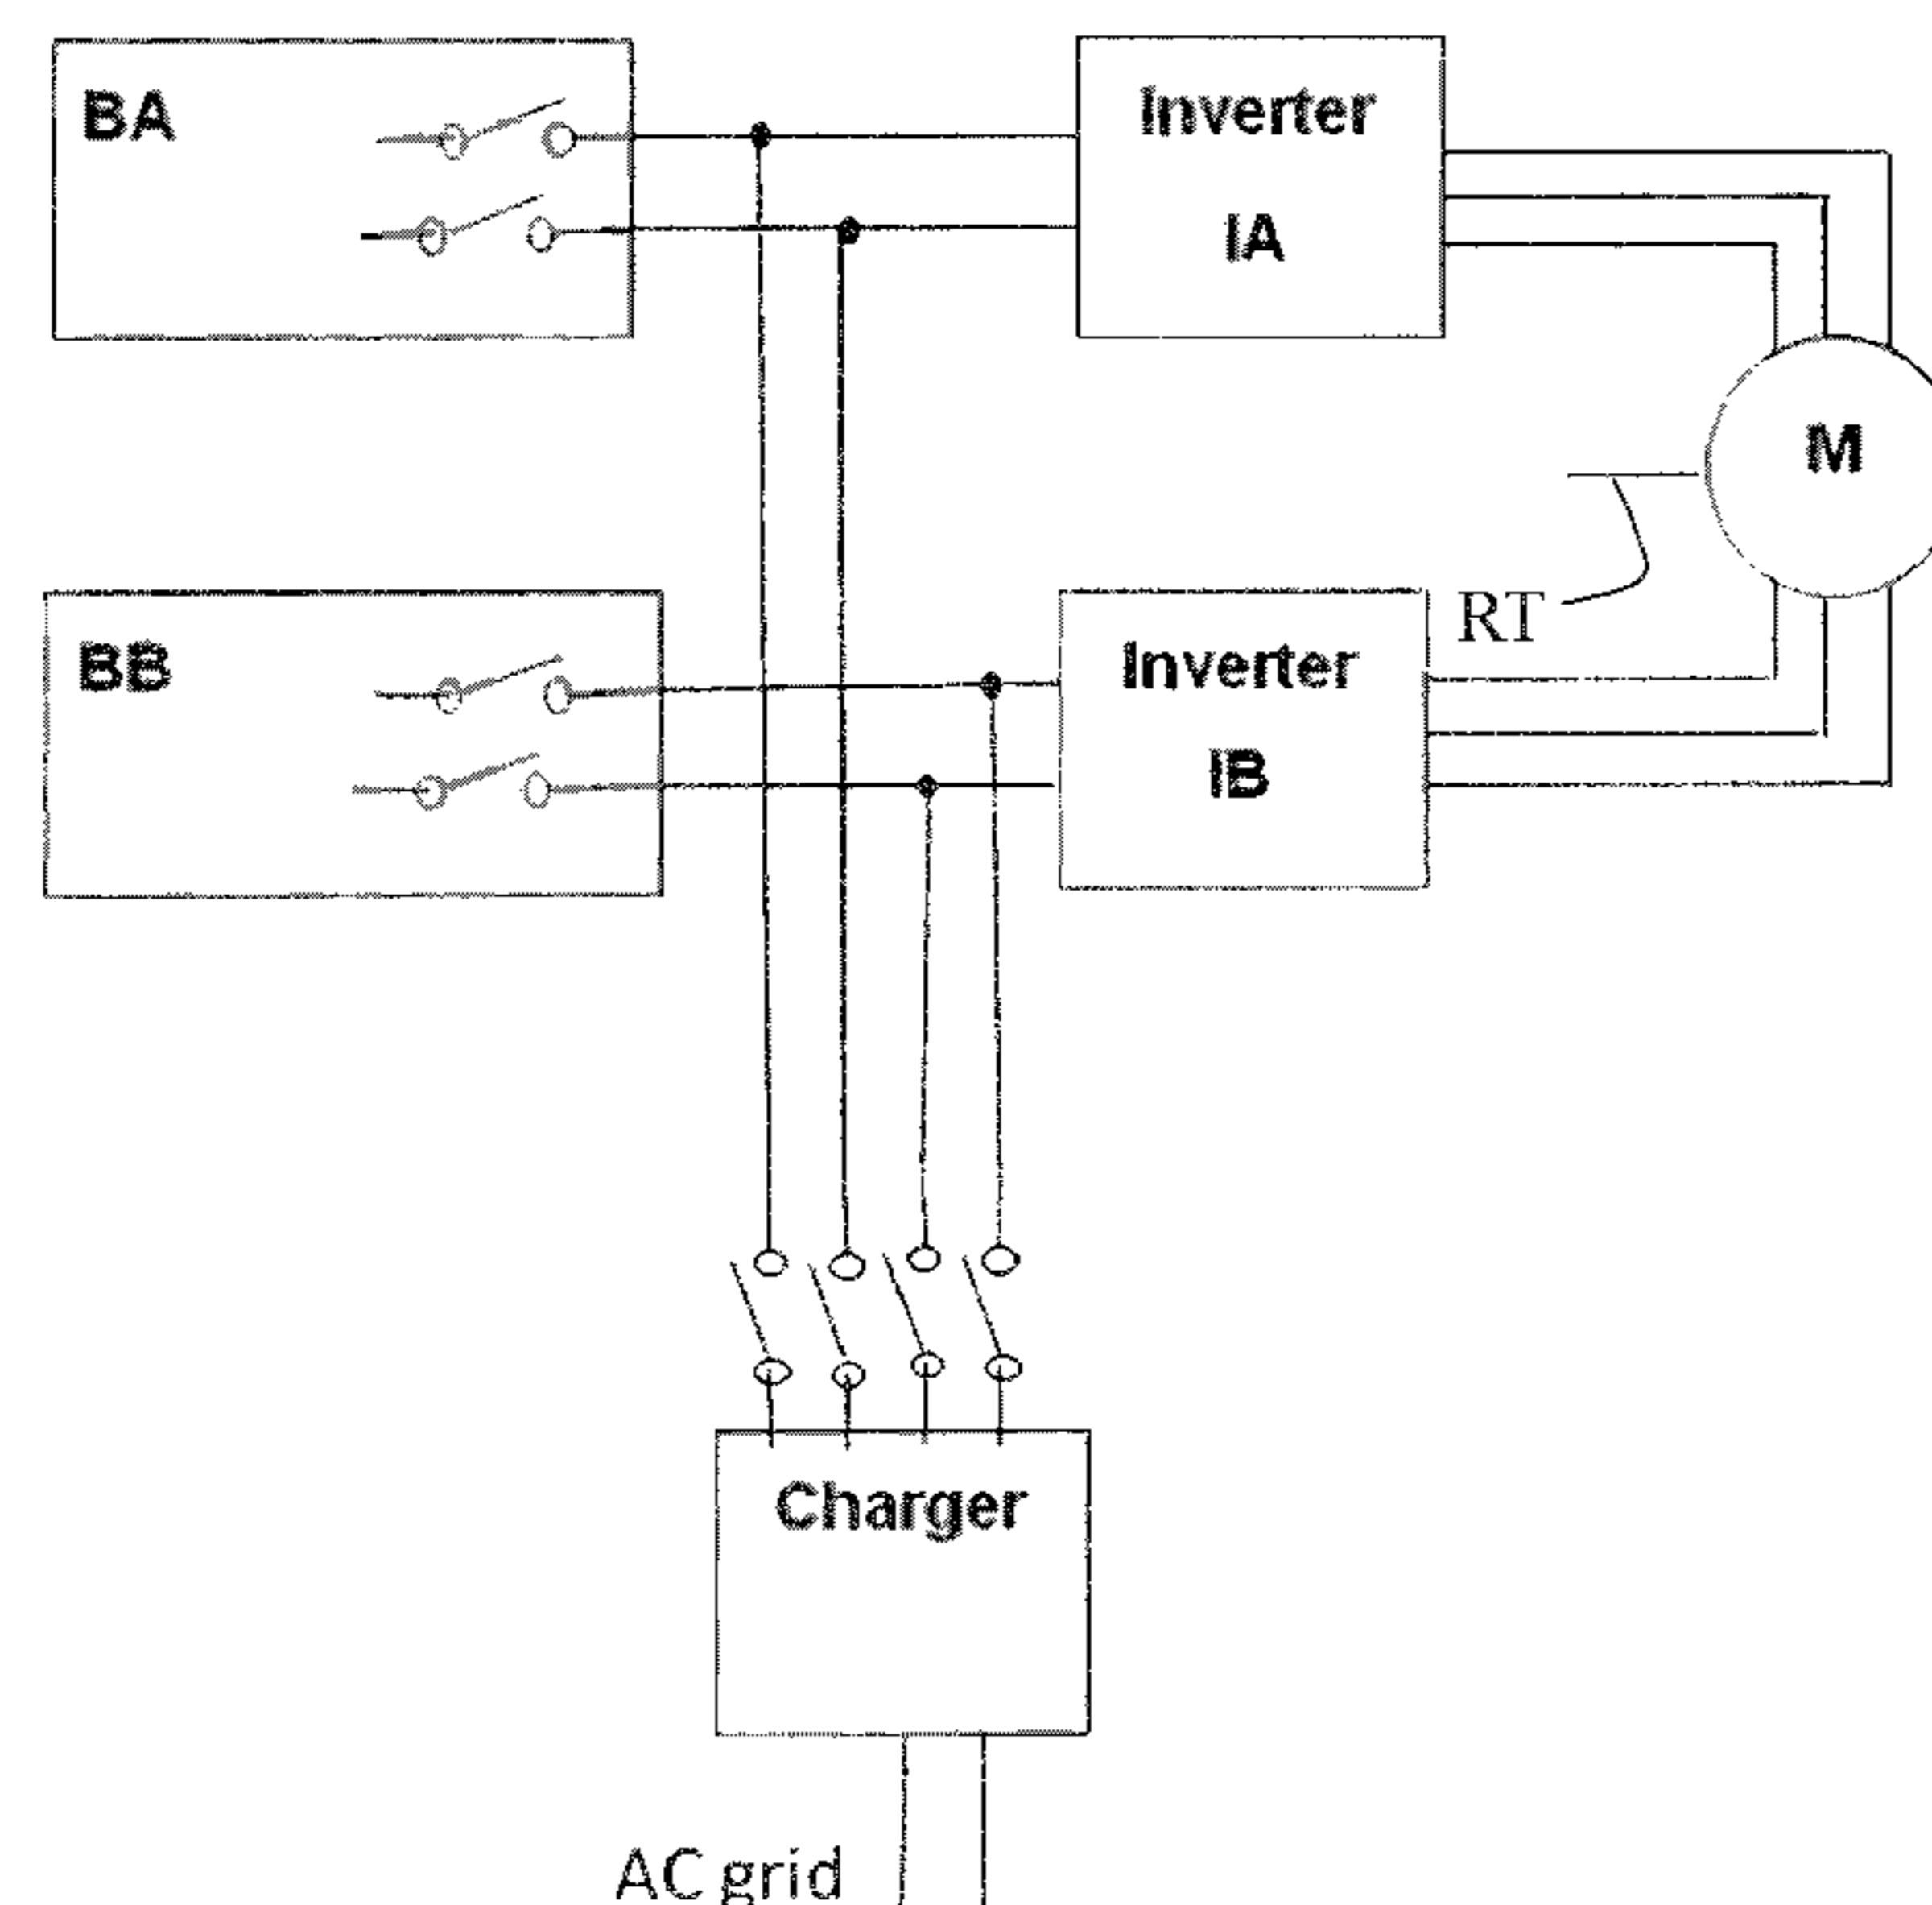 BA
Inverter
IA
M
RT
BB
Inverter
IB
Charger
AC grid